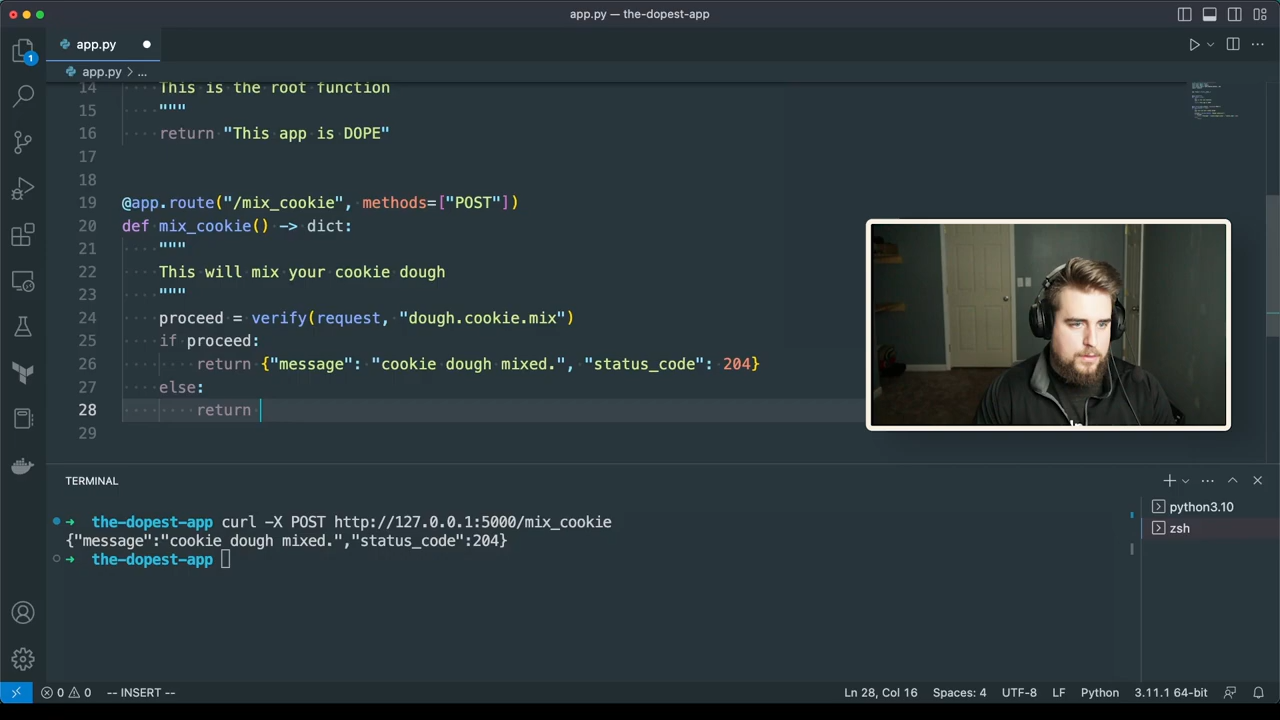 app.py — the-dopest-app
app.py
1
app.py > ...
14 This is the root function
15 """
16 return "This app is DOPE"
17
18
19 @app.route("/mix_cookie", methods=["POST"])
20 def mix_cookie() -> dict:
21 """
22 This will mix your cookie dough
23 """
24 proceed = verify(request, "dough.cookie.mix")
25 if proceed:
26 return {"message": "cookie dough mixed.", "status_code": 204}
27 else:
28 return
29
TERMINAL
python3.10
zsh
→ the-dopest-app curl -X POST http://127.0.0.1:5000/mix_cookie
{"message":"cookie dough mixed.","status_code":204}
→ the-dopest-app
0 0 -- INSERT -- Ln 28, Col 16 Spaces: 4 UTF-8 LF Python 3.11.1 64-bit